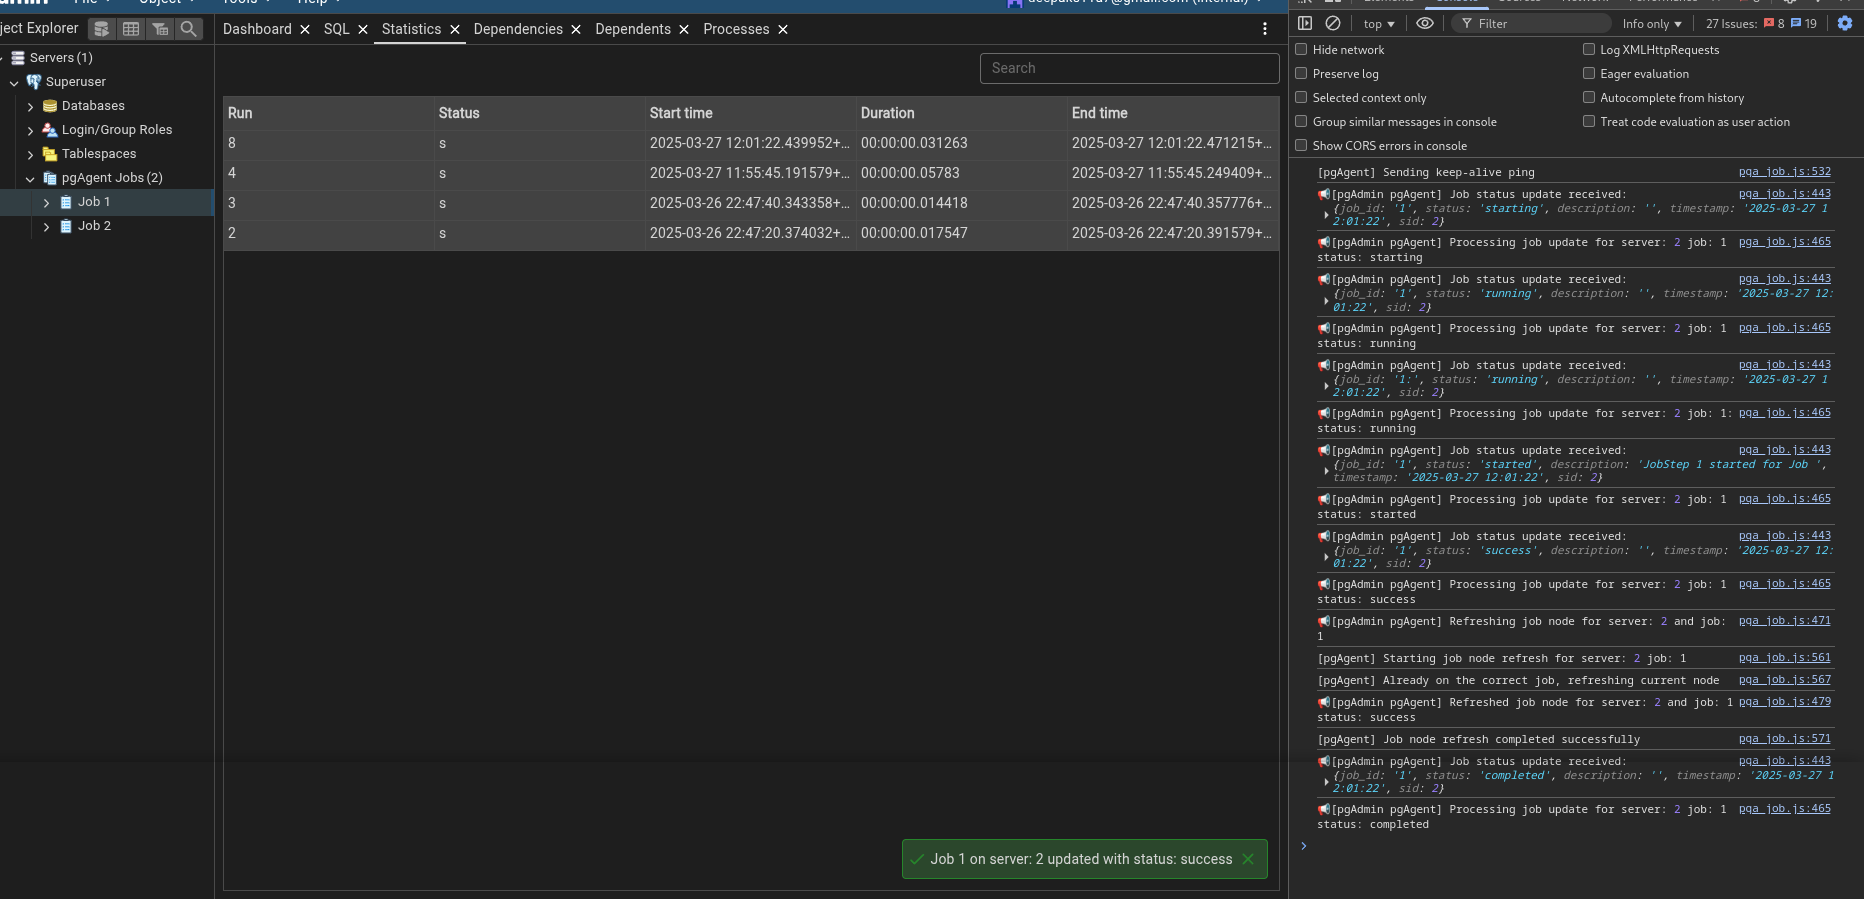 ject Explorer
Servers (1)
Superuser
Databases
Login/Group Roles
Tablespaces
pgAgent Jobs (2)
Job 1
Job 2
Dashboard SQL Statistics Dependencies Dependents Processes
Search
Run Status Start time Duration End time
8 s 2025-03-27 12:01:22.439952+... 00:00:00.031263 2025-03-27 12:01:22.471215+...
4 s 2025-03-27 11:55:45.191579+... 00:00:00.05783 2025-03-27 11:55:45.249409+...
3 s 2025-03-26 22:47:40.343358+... 00:00:00.014418 2025-03-26 22:47:40.357776+...
2 s 2025-03-26 22:47:20.374032+... 00:00:00.017547 2025-03-26 22:47:20.391579+...
Job 1 on server: 2 updated with status: success
top Filter Info only 27 Issues: 8 19
Hide network Log XMLHttpRequests
Preserve log Eager evaluation
Selected context only Autocomplete from history
Group similar messages in console Treat code evaluation as user action
Show CORS errors in console
[pgAgent] Sending keep-alive ping pga_job.js:532
[pgAdmin pgAgent] Job status update received: pga_job.js:443
{job_id: '1', status: 'starting', description: '', timestamp: '2025-03-27 1
2:01:22', sid: 2}
[pgAdmin pgAgent] Processing job update for server: 2 job: 1 pga_job.js:465
status: starting
[pgAdmin pgAgent] Job status update received: pga_job.js:443
{job_id: '1', status: 'running', description: '', timestamp: '2025-03-27 12:
01:22', sid: 2}
[pgAdmin pgAgent] Processing job update for server: 2 job: 1 pga_job.js:465
status: running
[pgAdmin pgAgent] Job status update received: pga_job.js:443
{job_id: '1:', status: 'running', description: '', timestamp: '2025-03-27 1
2:01:22', sid: 2}
[pgAdmin pgAgent] Processing job update for server: 2 job: 1: pga_job.js:465
status: running
[pgAdmin pgAgent] Job status update received: pga_job.js:443
{job_id: '1', status: 'started', description: 'JobStep 1 started for Job ',
timestamp: '2025-03-27 12:01:22', sid: 2}
[pgAdmin pgAgent] Processing job update for server: 2 job: 1 pga_job.js:465
status: started
[pgAdmin pgAgent] Job status update received: pga_job.js:443
{job_id: '1', status: 'success', description: '', timestamp: '2025-03-27 12:
01:22', sid: 2}
[pgAdmin pgAgent] Processing job update for server: 2 job: 1 pga_job.js:465
status: success
[pgAdmin pgAgent] Refreshing job node for server: 2 and job: pga_job.js:471
1
[pgAgent] Starting job node refresh for server: 2 job: 1 pga_job.js:561
[pgAgent] Already on the correct job, refreshing current node pga_job.js:567
[pgAdmin pgAgent] Refreshed job node for server: 2 and job: 1 pga_job.js:479
status: success
[pgAgent] Job node refresh completed successfully pga_job.js:571
[pgAdmin pgAgent] Job status update received: pga_job.js:443
{job_id: '1', status: 'completed', description: '', timestamp: '2025-03-27 1
2:01:22', sid: 2}
[pgAdmin pgAgent] Processing job update for server: 2 job: 1 pga_job.js:465
status: completed